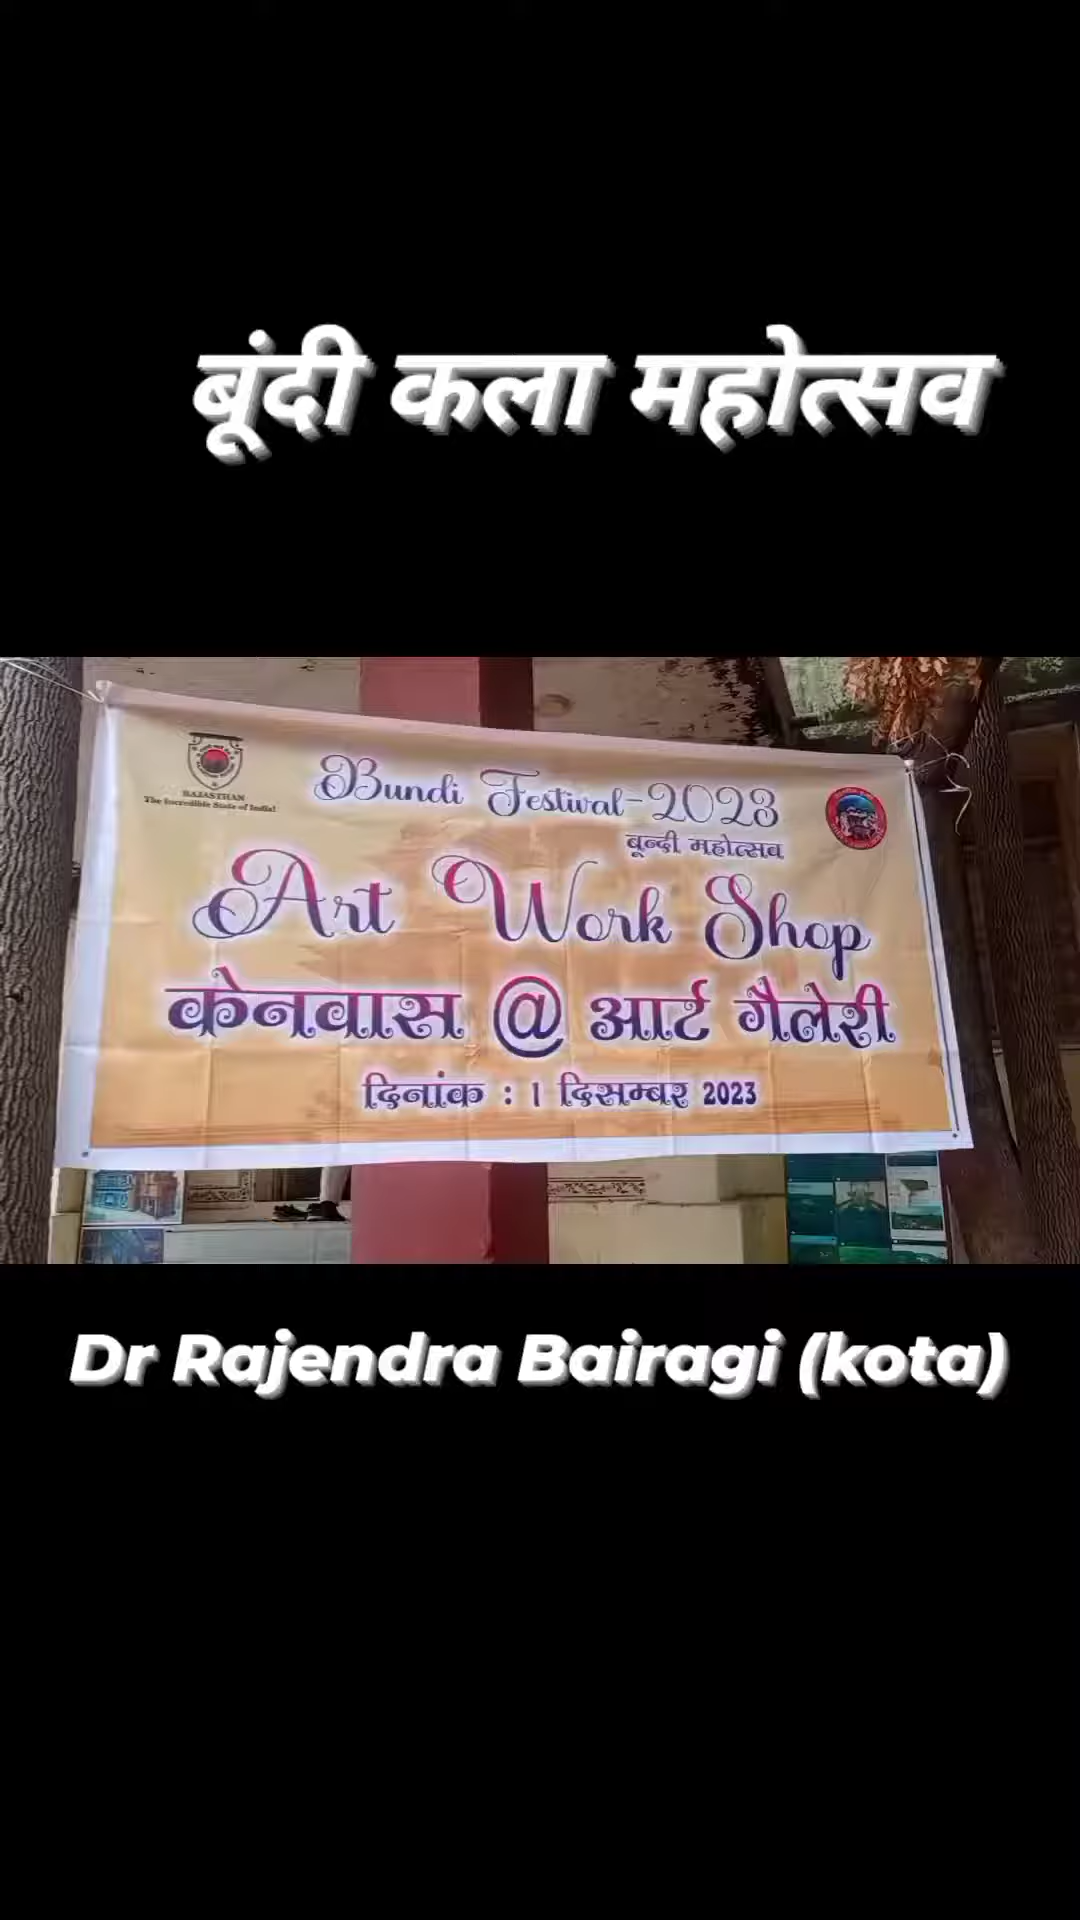 बूंदी कला महोत्सव
RAJASTHAN
The Incredible State of India!
Bundi Festival-2023
बून्दी महोत्सव
Art Work Shop
केनवास @ आर्ट गैलेरी
दिनांक : 1 दिसम्बर 2023
Dr Rajendra Bairagi (kota)